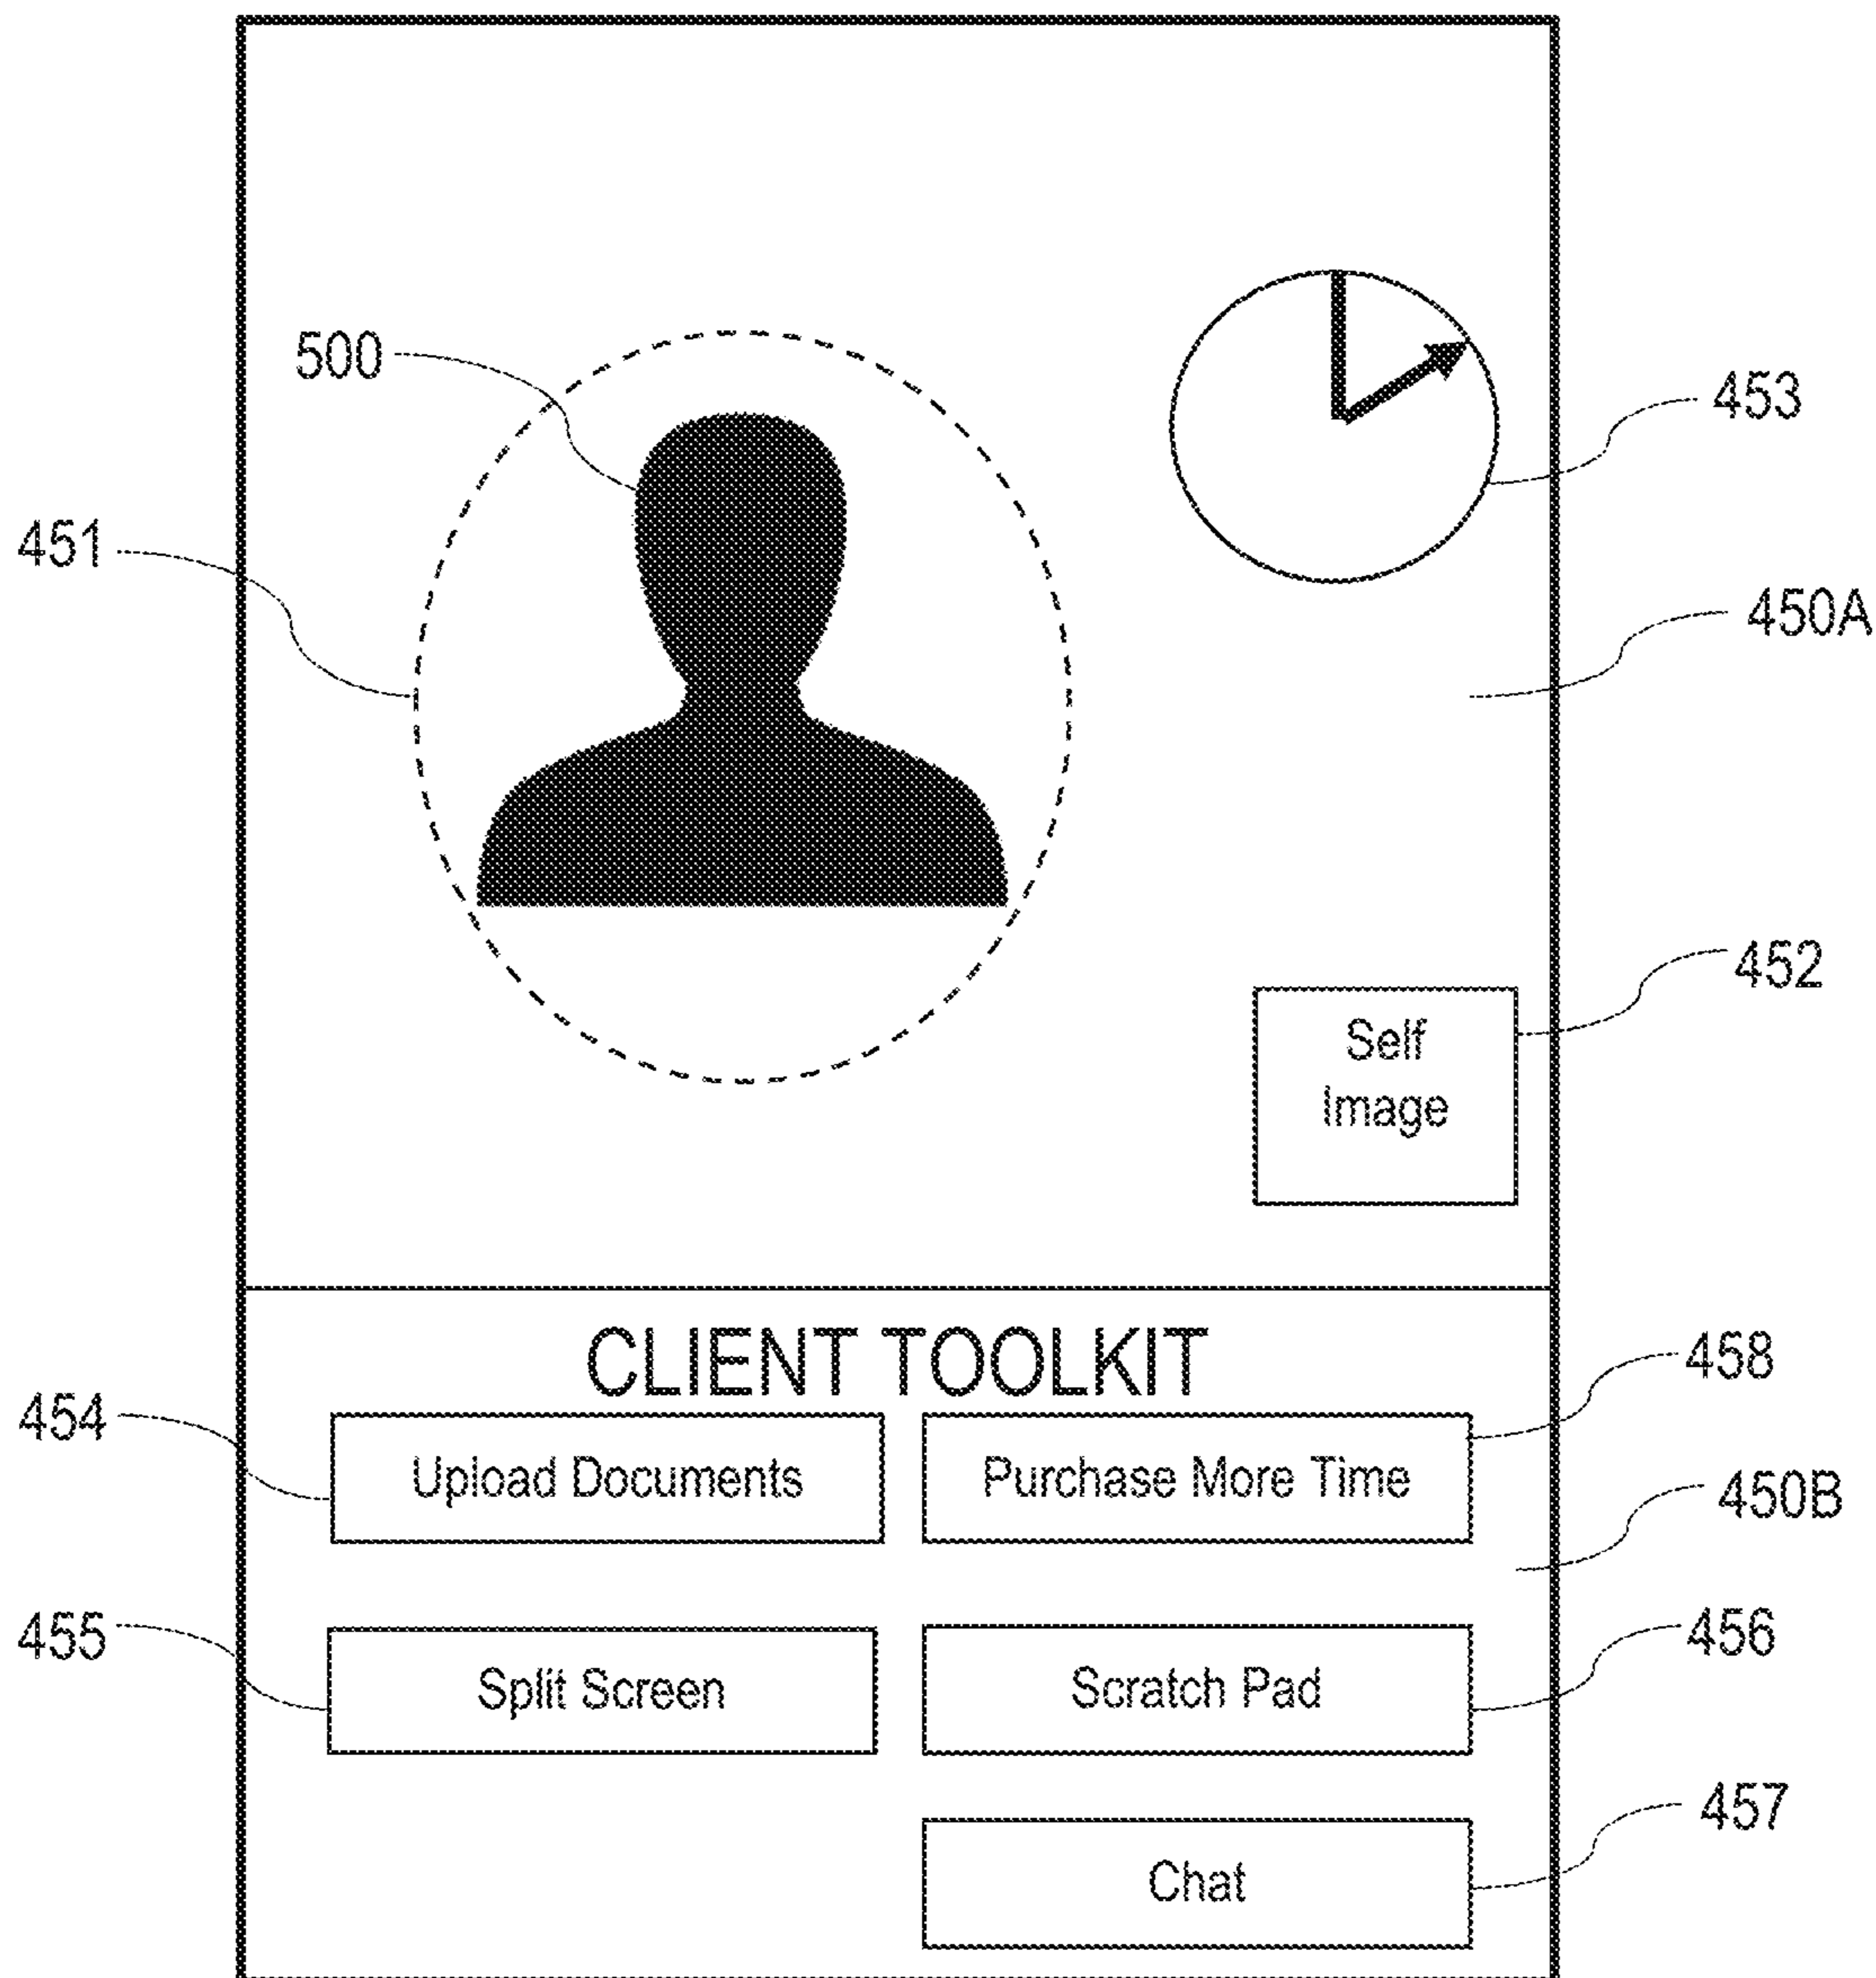 500
453
451
450A
452
Self
Image
CLIENT TOOLKIT
458
454
Upload Documents
Purchase More Time
450B
455
Split Screen
Scratch Pad
456
457
Chat